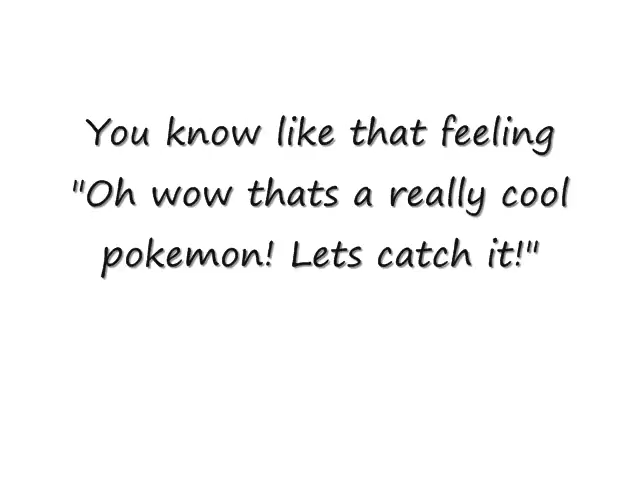 You know like that feeling
"Oh wow thats a really cool
pokemon! Lets catch it!"